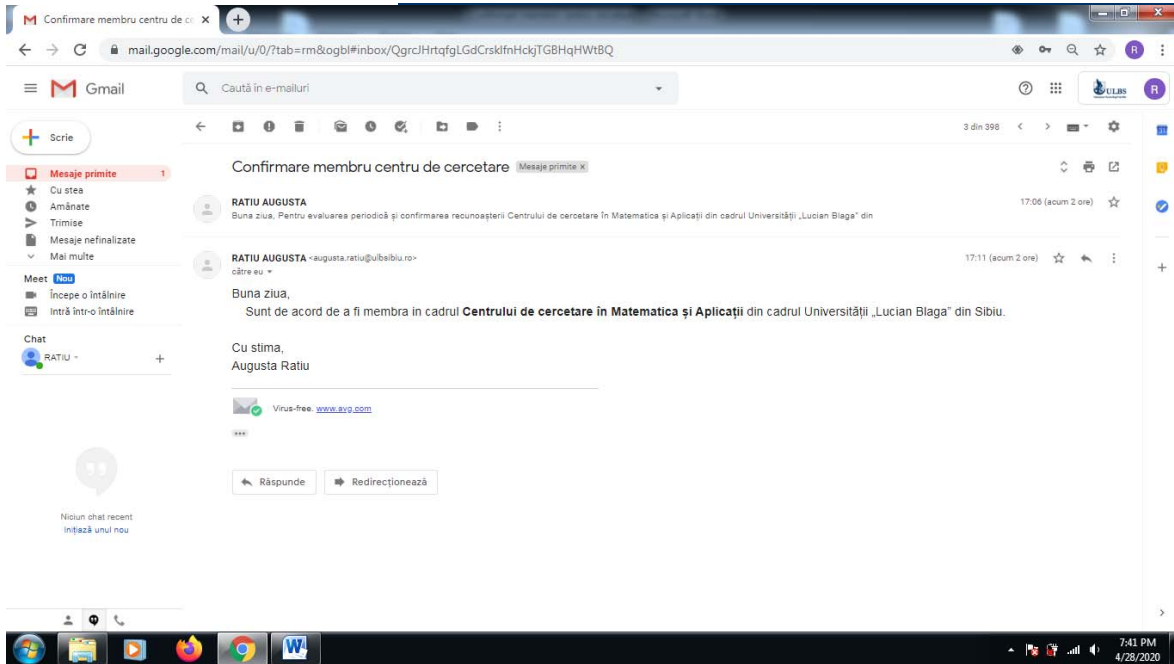 Confirmare membru centru de ce
mail.google.com/mail/u/0/?tab=rm&ogbl#inbox/QgrcJHrtqfgLGdCrsklfnHckjTGBHqHWtBQ
R
Gmail
Caută în e-mailuri
ULBS
R
Scrie
3 din 398
Mesaje primite 1
Cu stea
Amânate
Trimise
Mesaje nefinalizate
Mai multe
Meet Nou
Începe o întâlnire
Intră într-o întâlnire
Chat
RATIU
Niciun chat recent
Inițiază unul nou
Confirmare membru centru de cercetare Mesaje primite x
RATIU AUGUSTA 17:06 (acum 2 ore)
Buna ziua, Pentru evaluarea periodică și confirmarea recunoașterii Centrului de cercetare în Matematica și Aplicații din cadrul Universității „Lucian Blaga” din
RATIU AUGUSTA <augusta.ratiu@ulbsibiu.ro> 17:11 (acum 2 ore)
către eu
Buna ziua,
Sunt de acord de a fi membra in cadrul Centrului de cercetare în Matematica și Aplicații din cadrul Universității „Lucian Blaga” din Sibiu.
Cu stima,
Augusta Ratiu
Virus-free. www.avg.com
Răspunde
Redirecționează
7:41 PM
4/28/2020